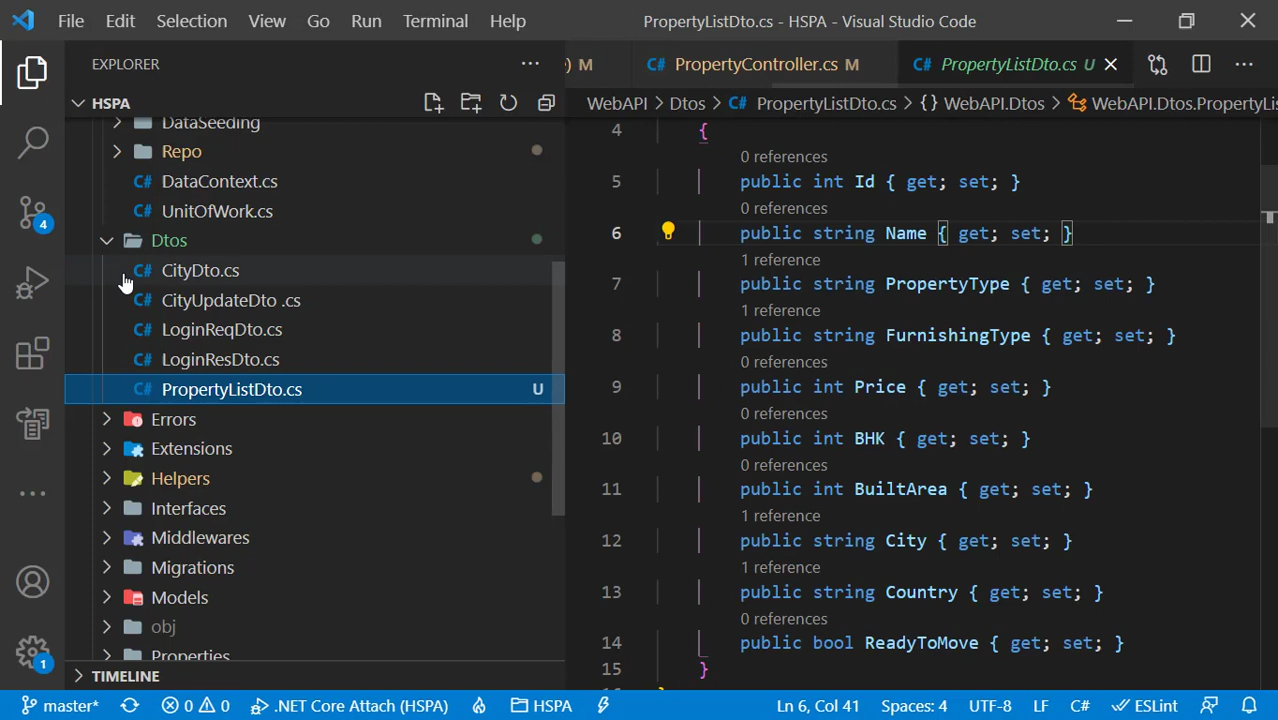 File Edit Selection View Go Run Terminal Help PropertyListDto.cs - HSPA - Visual Studio Code
EXPLORER
HSPA
DataSeeding
Repo
DataContext.cs
UnitOfWork.cs
Dtos
CityDto.cs
CityUpdateDto .cs
LoginReqDto.cs
LoginResDto.cs
PropertyListDto.cs U
Errors
Extensions
Helpers
Interfaces
Middlewares
Migrations
Models
obj
Properties
TIMELINE
4
1
) M PropertyController.cs M PropertyListDto.cs U
WebAPI > Dtos > PropertyListDto.cs > {} WebAPI.Dtos > WebAPI.Dtos.PropertyLis
4 {
0 references
5 public int Id { get; set; }
0 references
6 public string Name { get; set; }
1 reference
7 public string PropertyType { get; set; }
1 reference
8 public string FurnishingType { get; set; }
0 references
9 public int Price { get; set; }
0 references
10 public int BHK { get; set; }
0 references
11 public int BuiltArea { get; set; }
1 reference
12 public string City { get; set; }
1 reference
13 public string Country { get; set; }
0 references
14 public bool ReadyToMove { get; set; }
15 }
master* 0 0 .NET Core Attach (HSPA) HSPA Ln 6, Col 41 Spaces: 4 UTF-8 LF C# ESLint